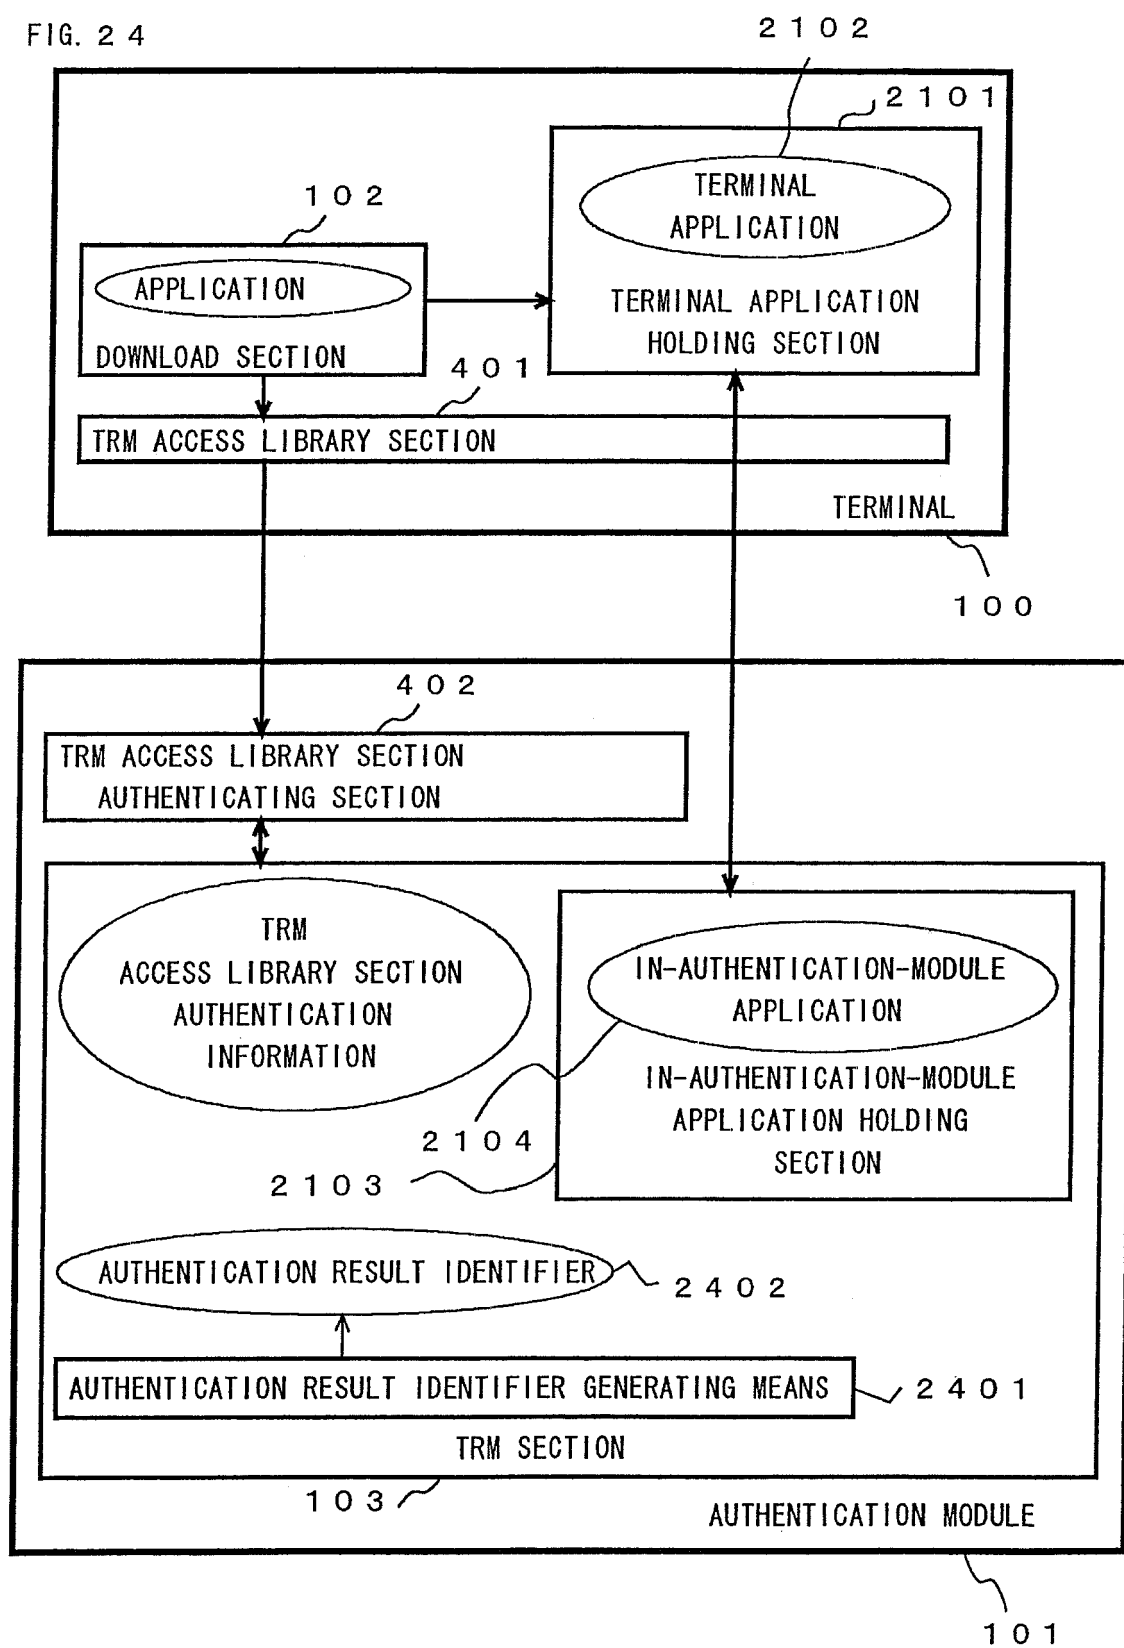 FIG. 24
2102
2101
TERMINAL
APPLICATION
102
APPLICATION
TERMINAL APPLICATION
HOLDING SECTION
DOWNLOAD SECTION
401
TRM ACCESS LIBRARY SECTION
TERMINAL
100
402
TRM ACCESS LIBRARY SECTION
AUTHENTICATING SECTION
TRM
ACCESS LIBRARY SECTION
AUTHENTICATION
INFORMATION
IN-AUTHENTICATION-MODULE
APPLICATION
IN-AUTHENTICATION-MODULE
APPLICATION HOLDING
SECTION
2104
2103
AUTHENTICATION RESULT IDENTIFIER
2402
AUTHENTICATION RESULT IDENTIFIER GENERATING MEANS
2401
TRM SECTION
103
AUTHENTICATION MODULE
101